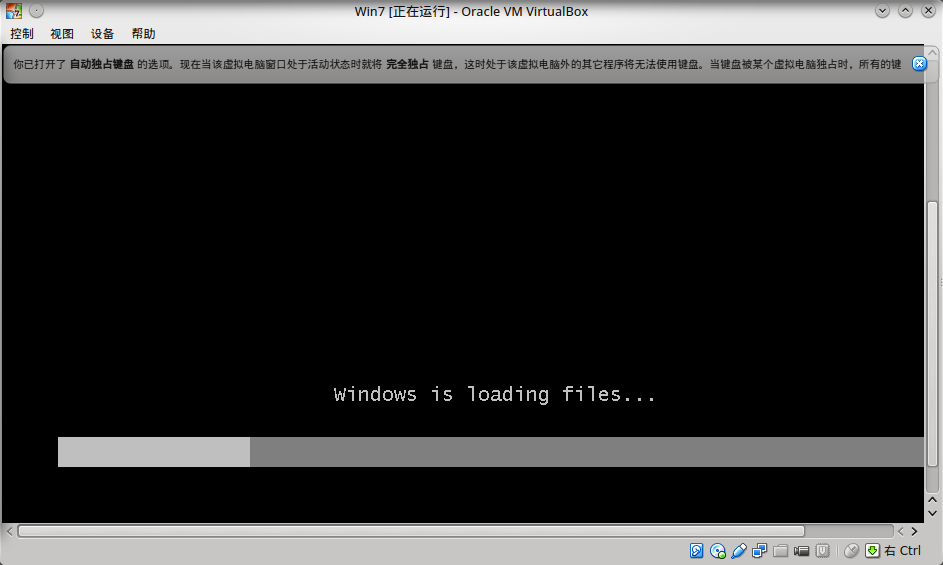 Win7 [正在运行] - Oracle VM VirtualBox
控制 视图 设备 帮助
你已打开了 自动独占键盘 的选项。现在当该虚拟电脑窗口处于活动状态时就将 完全独占 键盘，这时处于该虚拟电脑外的其它程序将无法使用键盘。当键盘被某个虚拟电脑独占时，所有的键
Windows is loading files...
右 Ctrl